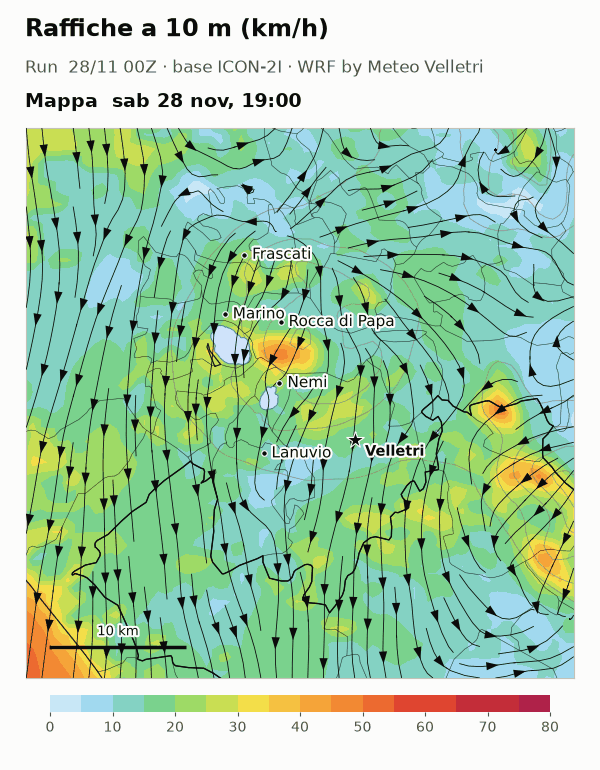 Raffiche a 10 m (km/h)
Run  28/11 00Z · base ICON-2I · WRF by Meteo Velletri
Mappa  sab 28 nov, 19:00
Frascati
Marino
Rocca di Papa
Nemi
Velletri
Lanuvio
10 km
0 10 20 30 40 50 60 70 80